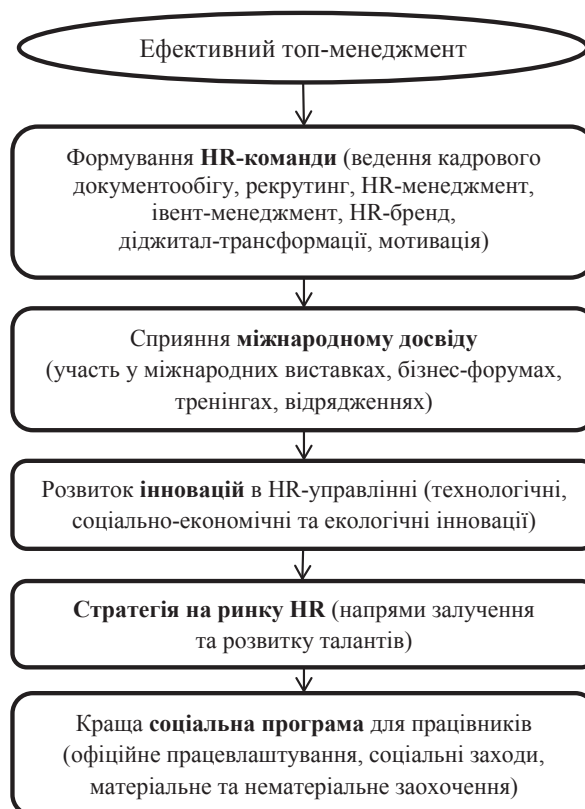 Ефективний топ-менеджмент
Формування HR-команди (ведення кадрового
документообігу, рекрутинг, HR-менеджмент,
івент-менеджмент, HR-бренд,
діджитал-трансформації, мотивація)
Сприяння міжнародному досвіду
(участь у міжнародних виставках, бізнес-форумах,
тренінгах, відрядженнях)
Розвиток інновацій в HR-управлінні (технологічні,
соціально-економічні та екологічні інновації)
Стратегія на ринку HR (напрями залучення
та розвитку талантів)
Краща соціальна програма для працівників
(офіційне працевлаштування, соціальні заходи,
матеріальне та нематеріальне заохочення)